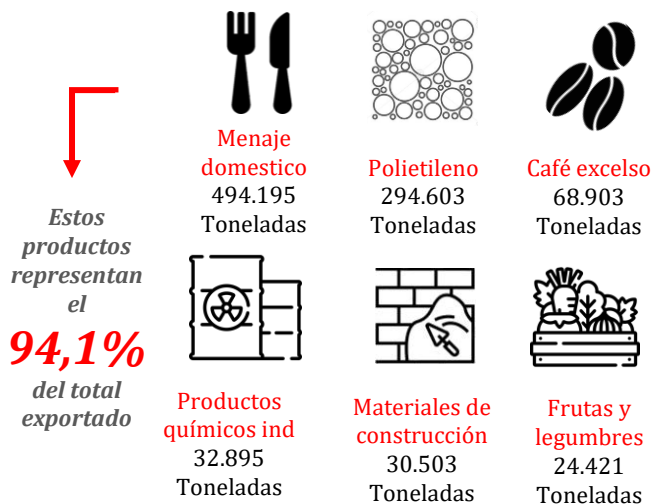 Menaje
domestico
494.195
Toneladas
Polietileno
294.603
Toneladas
Café excelso
68.903
Toneladas
Estos
productos
representan
el
94,1%
del total
exportado
Productos
químicos ind
32.895
Toneladas
Materiales de
construcción
30.503
Toneladas
Frutas y
legumbres
24.421
Toneladas